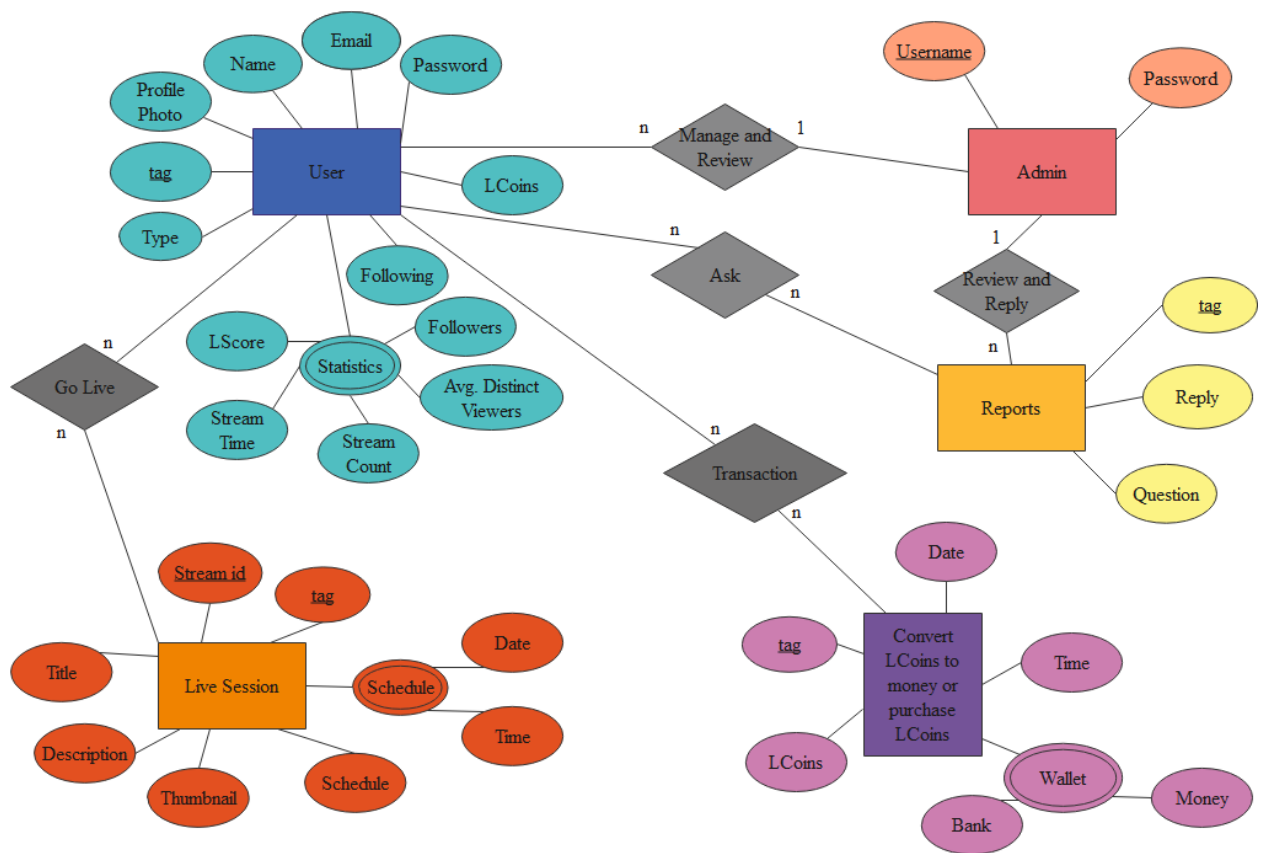 Email
Name
Password
Profile
Photo
tag
Type
User
LCoins
Following
n
Manage and
Review
1
Username
Password
Admin
n
Ask
n
1
Review and
Reply
n
tag
Reply
Reports
Question
n
Go Live
n
LScore
Followers
Statistics
Avg. Distinct
Viewers
Stream
Time
Stream
Count
n
Transaction
n
Stream id
tag
Title
Live Session
Schedule
Date
Time
Description
Thumbnail
Schedule
Date
tag
Convert
LCoins to
money or
purchase
LCoins
Time
LCoins
Wallet
Bank
Money